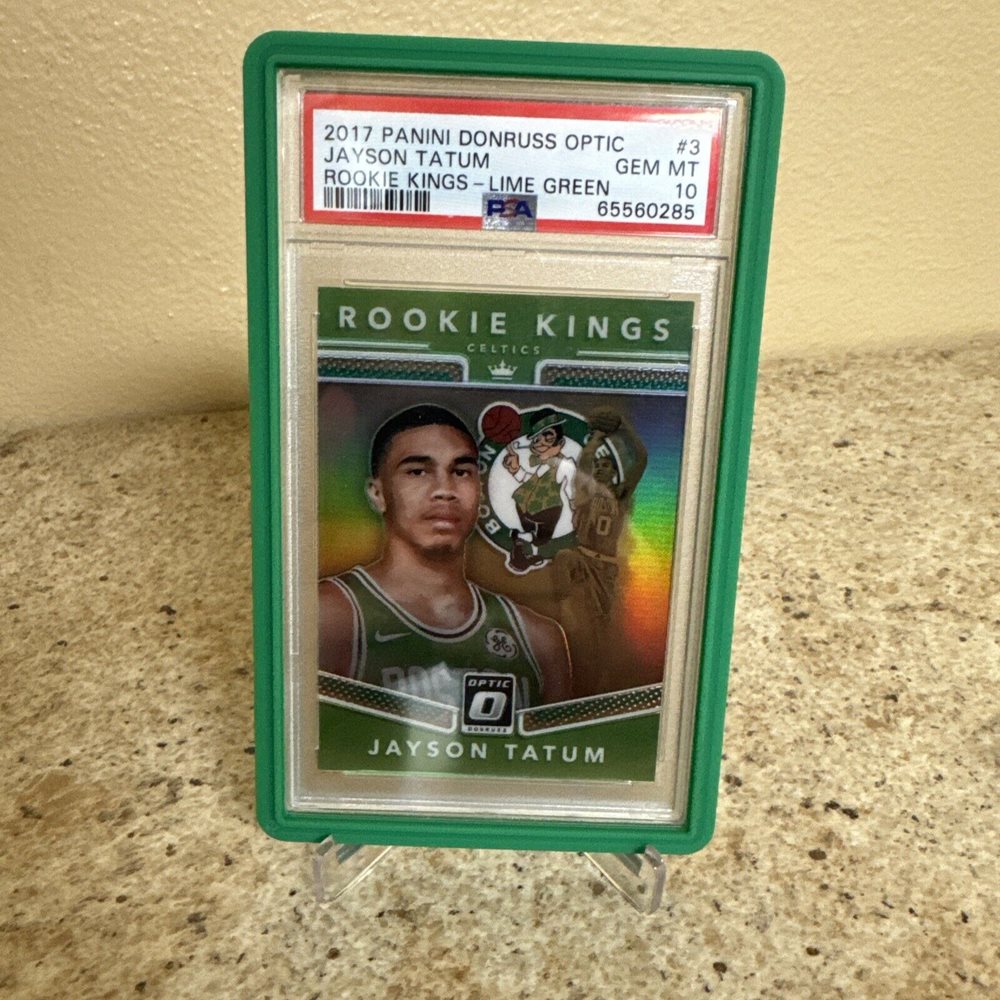 2017 PANINI DONRUSS OPTIC #3
JAYSON TATUM GEM MT
ROOKIE KINGS – LIME GREEN 10
PSA 65560285
ROOKIE KINGS
CELTICS
BOSTON
0
OPTIC
DONRUSS
JAYSON TATUM